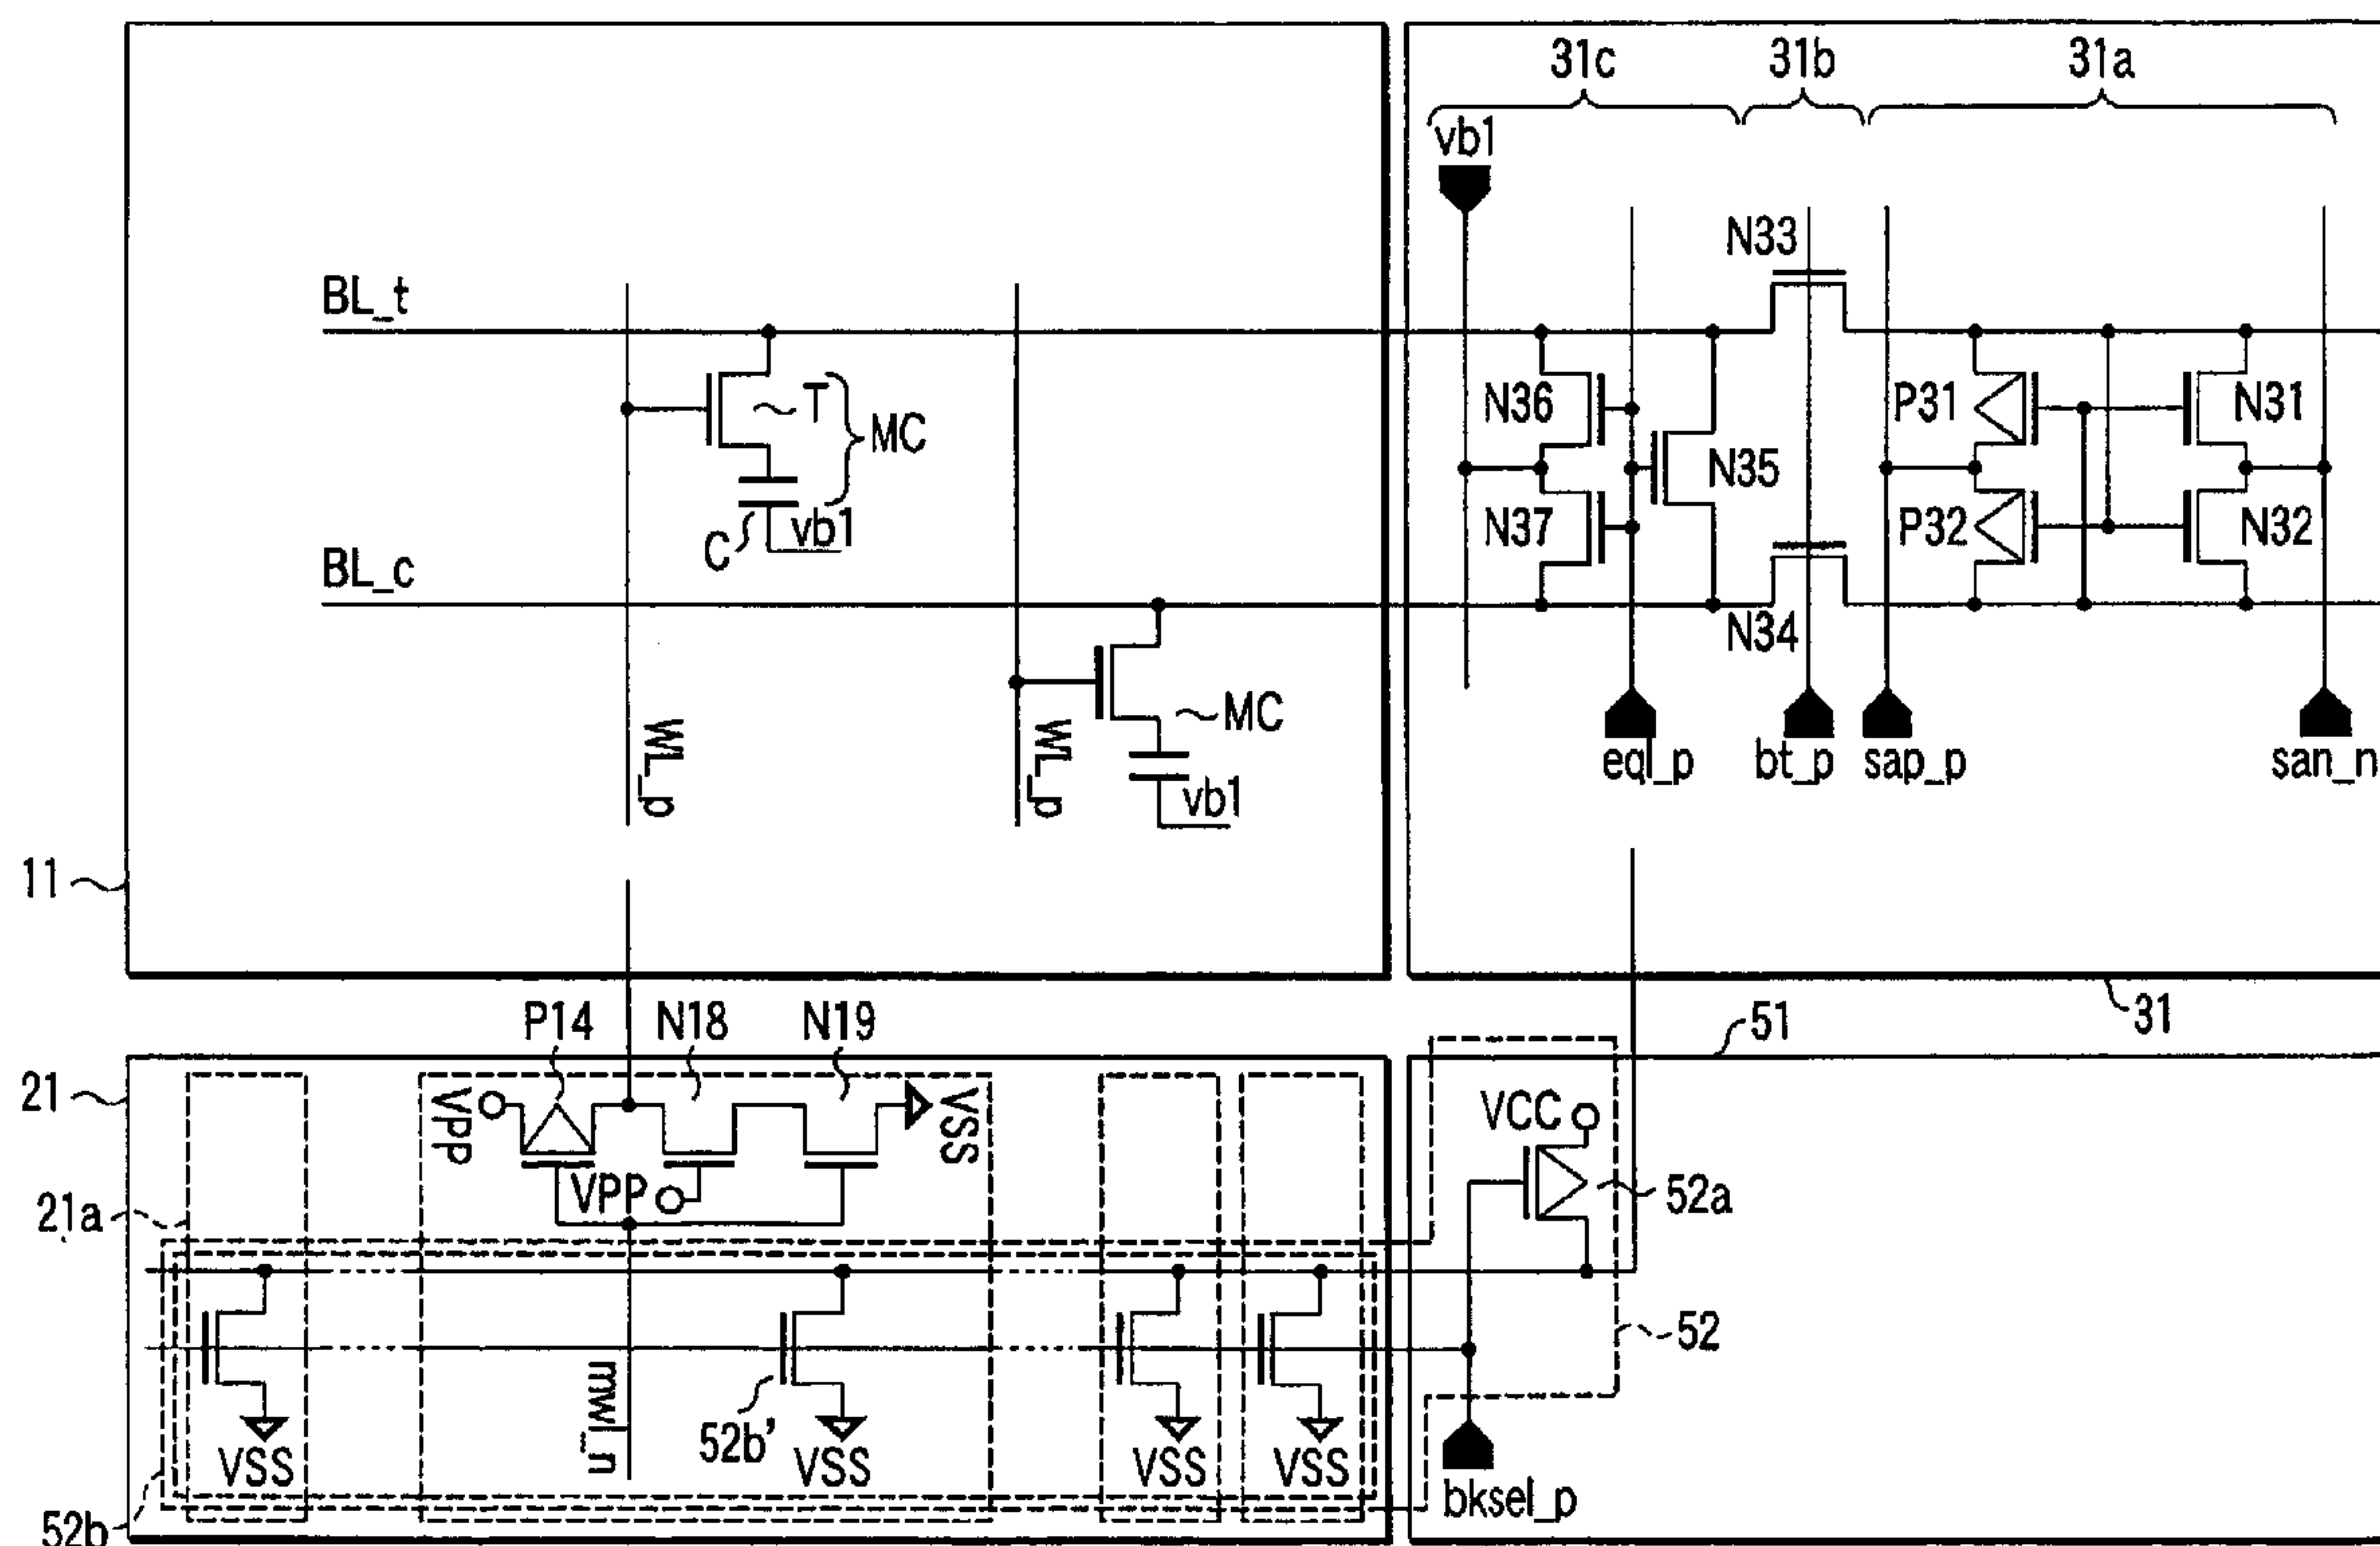 31c 31b 31a
vb1
N33
BL_t
T
MC
N36
N35
P31
N31
C
vb1
N37
P32
N32
BL_c
N34
MC
WL_p
WL_p
vb1
eql_p bt_p sap_p san_n
11
P14 N18 N19
31
51
21
VPP
VSS
VCC
VPP
21a
52a
52
mwl_n
52b'
VSS
VSS
VSS
VSS
bksel_p
52b